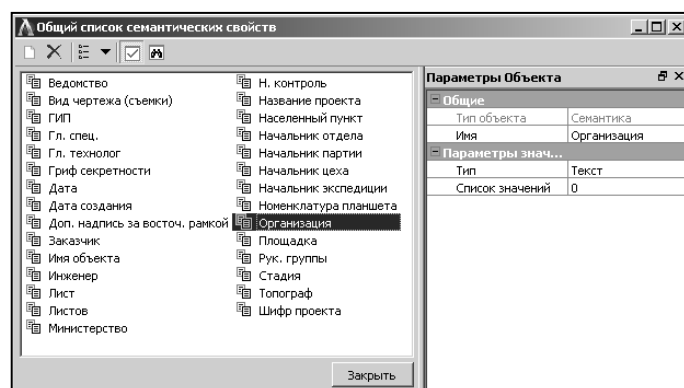 Общий список семантических свойств
Ведомство
Вид чертежа (съемки)
ГИП
Гл. спец.
Гл. технолог
Гриф секретности
Дата
Дата создания
Доп. надпись за восточ. рамкой
Заказчик
Имя объекта
Инженер
Лист
Листов
Министерство
Н. контроль
Название проекта
Населенный пункт
Начальник отдела
Начальник партии
Начальник цеха
Начальник экспедиции
Номенклатура планшета
Организация
Площадка
Рук. группы
Стадия
Топограф
Шифр проекта
Закрыть
Параметры Объекта
Общие
Тип объекта Семантика
Имя Организация
Параметры знач...
Тип Текст
Список значений 0